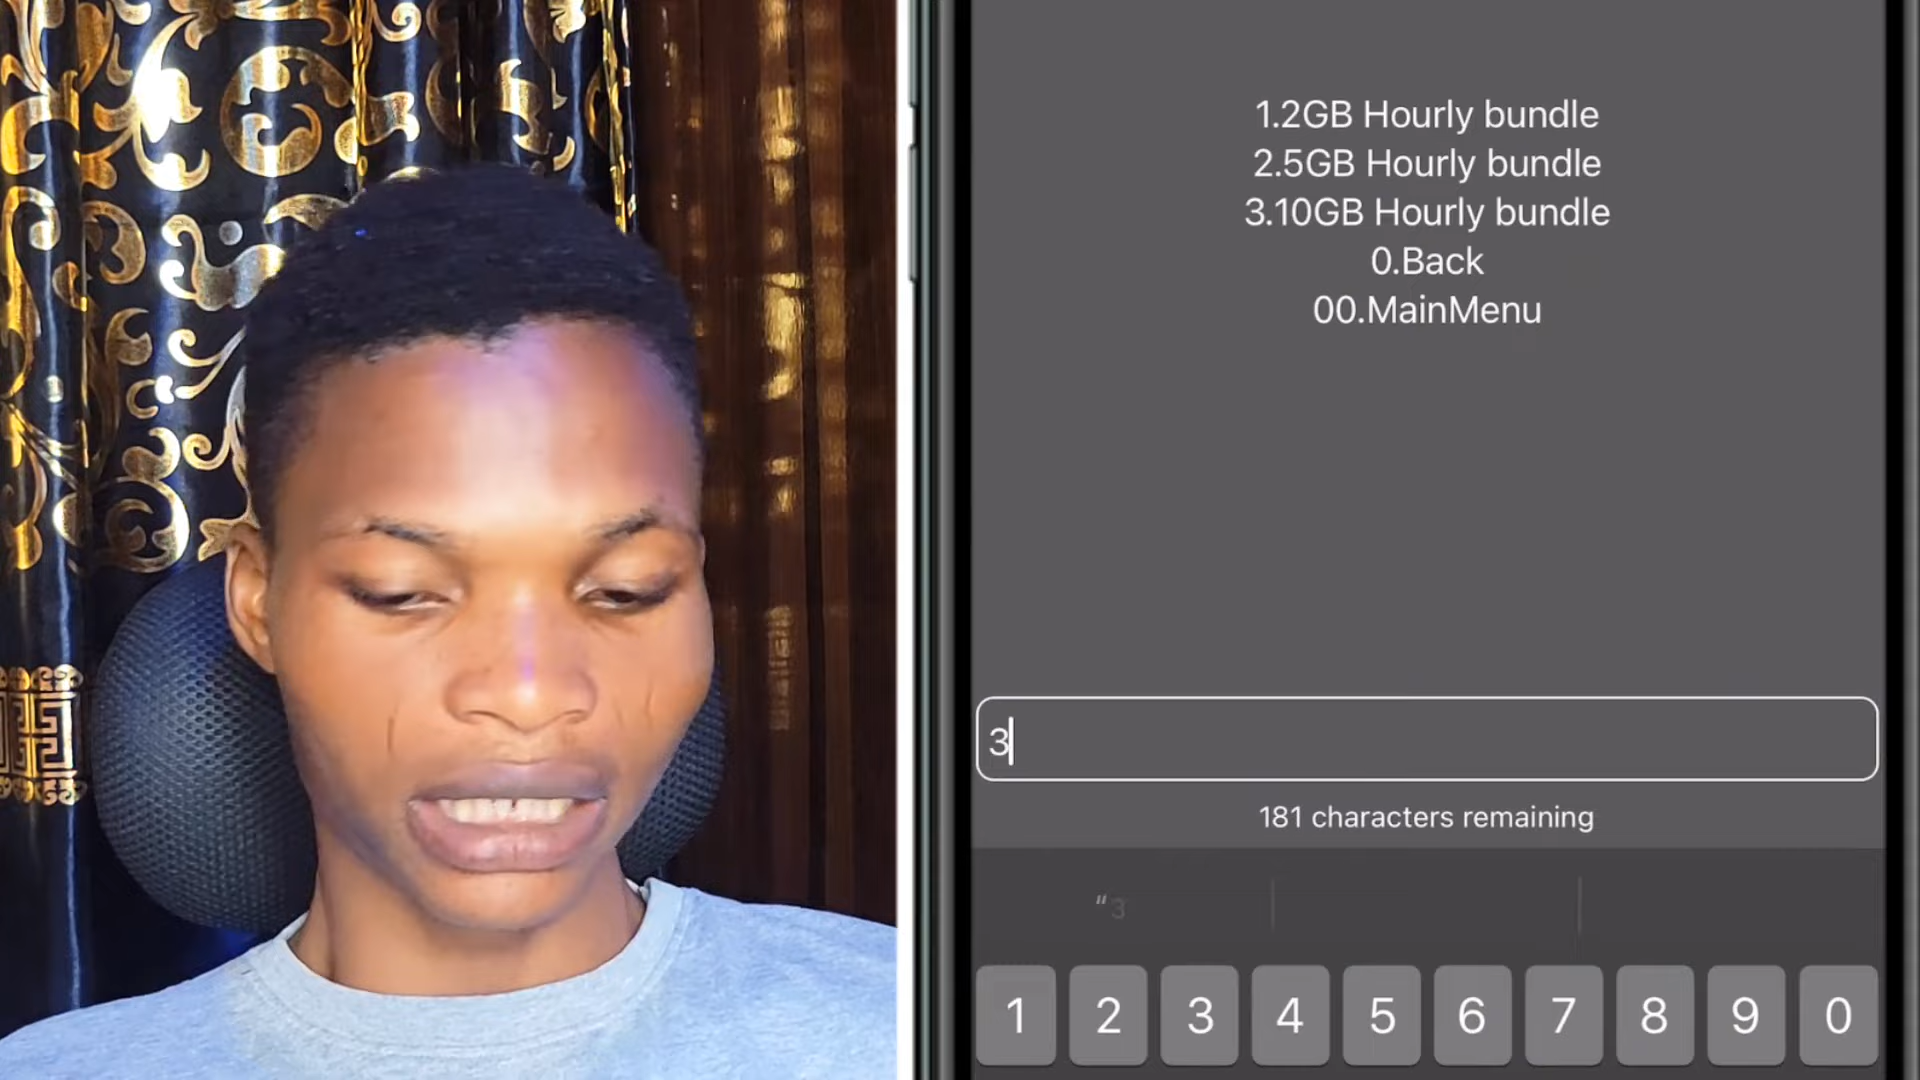 1.2GB Hourly bundle
2.5GB Hourly bundle
3.10GB Hourly bundle
0.Back
00.MainMenu
3
181 characters remaining
“3
1 2 3 4 5 6 7 8 9 0